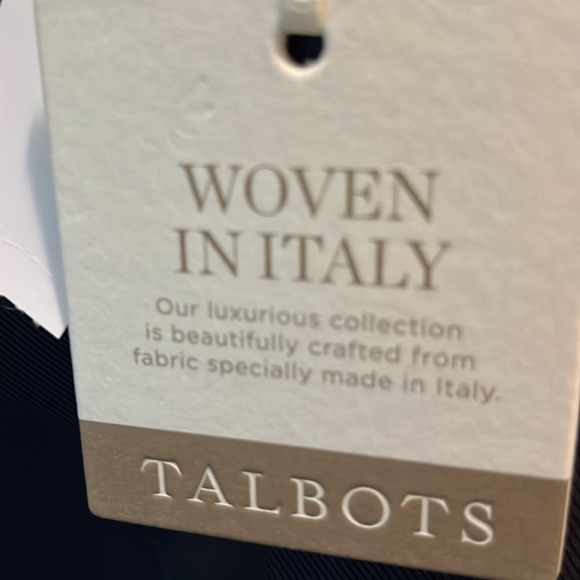 WOVEN
IN ITALY
Our luxurious collection
is beautifully crafted from
fabric specially made in Italy.
TALBOTS